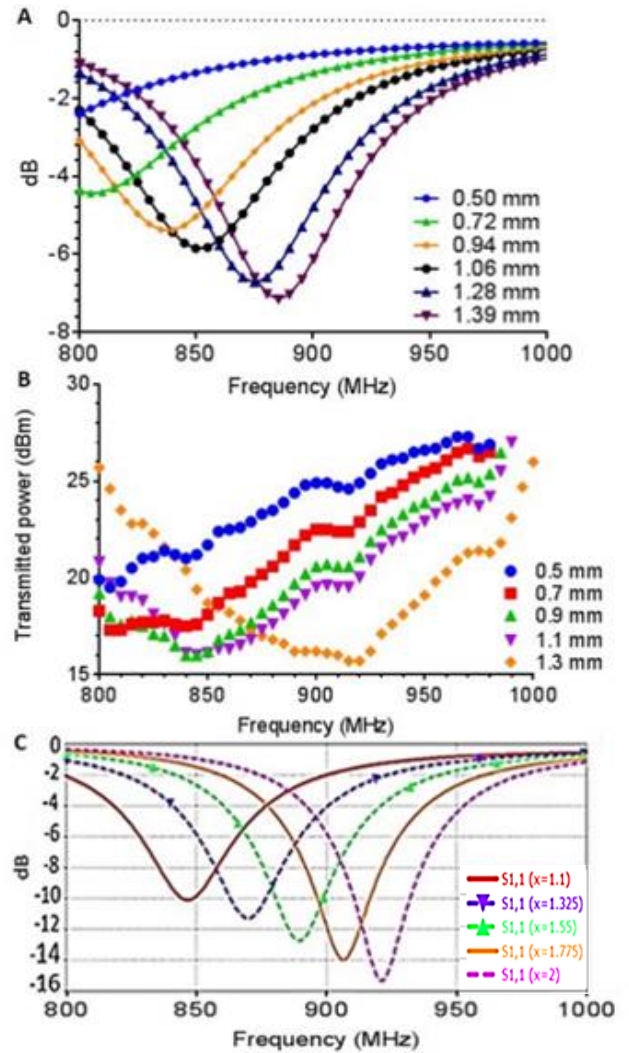 A
0
-2
-4
-6
-8
dB
0.50 mm
0.72 mm
0.94 mm
1.06 mm
1.28 mm
1.39 mm
800 850 900 950 1000
Frequency (MHz)
B
30
25
20
15
Transmitted power (dBm)
0.5 mm
0.7 mm
0.9 mm
1.1 mm
1.3 mm
800 850 900 950 1000
Frequency (MHz)
C
0
-2
-4
-6
-8
-10
-12
-14
-16
dB
S1,1 (x=1.1)
S1,1 (x=1.325)
S1,1 (x=1.55)
S1,1 (x=1.775)
S1,1 (x=2)
800 850 900 950 1000
Frequency (MHz)